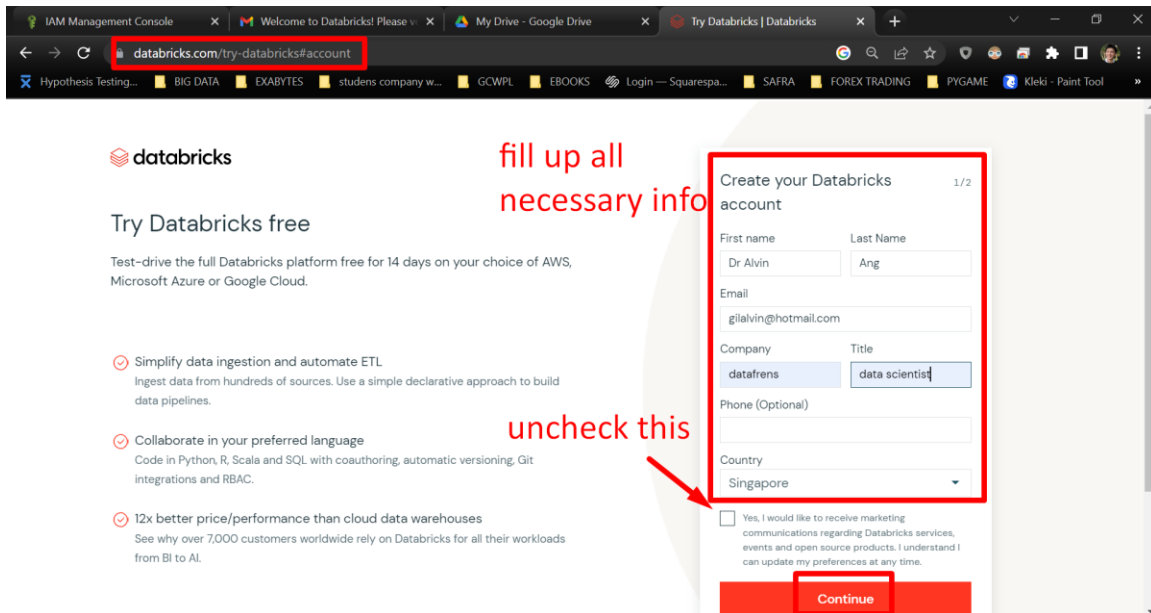 IAM Management Console
Welcome to Databricks! Please v
My Drive - Google Drive
Try Databricks | Databricks
databricks.com/try-databricks#account
Hypothesis Testing...
BIG DATA
EXABYTES
studens company w...
GCWPL
EBOOKS
Login — Squarespa...
SAFRA
FOREX TRADING
PYGAME
Kleki - Paint Tool
»
databricks
Try Databricks free
Test-drive the full Databricks platform free for 14 days on your choice of AWS,
Microsoft Azure or Google Cloud.
Simplify data ingestion and automate ETL
Ingest data from hundreds of sources. Use a simple declarative approach to build
data pipelines.
Collaborate in your preferred language
Code in Python, R, Scala and SQL with coauthoring, automatic versioning, Git
integrations and RBAC.
12x better price/performance than cloud data warehouses
See why over 7,000 customers worldwide rely on Databricks for all their workloads
from BI to AI.
fill up all
necessary info
uncheck this
Create your Databricks
account
1/2
First name
Last Name
Dr Alvin
Ang
Email
gilalvin@hotmail.com
Company
Title
datafrens
data scientist
Phone (Optional)
Country
Singapore
Yes, I would like to receive marketing
communications regarding Databricks services,
events and open source products. I understand I
can update my preferences at any time.
Continue